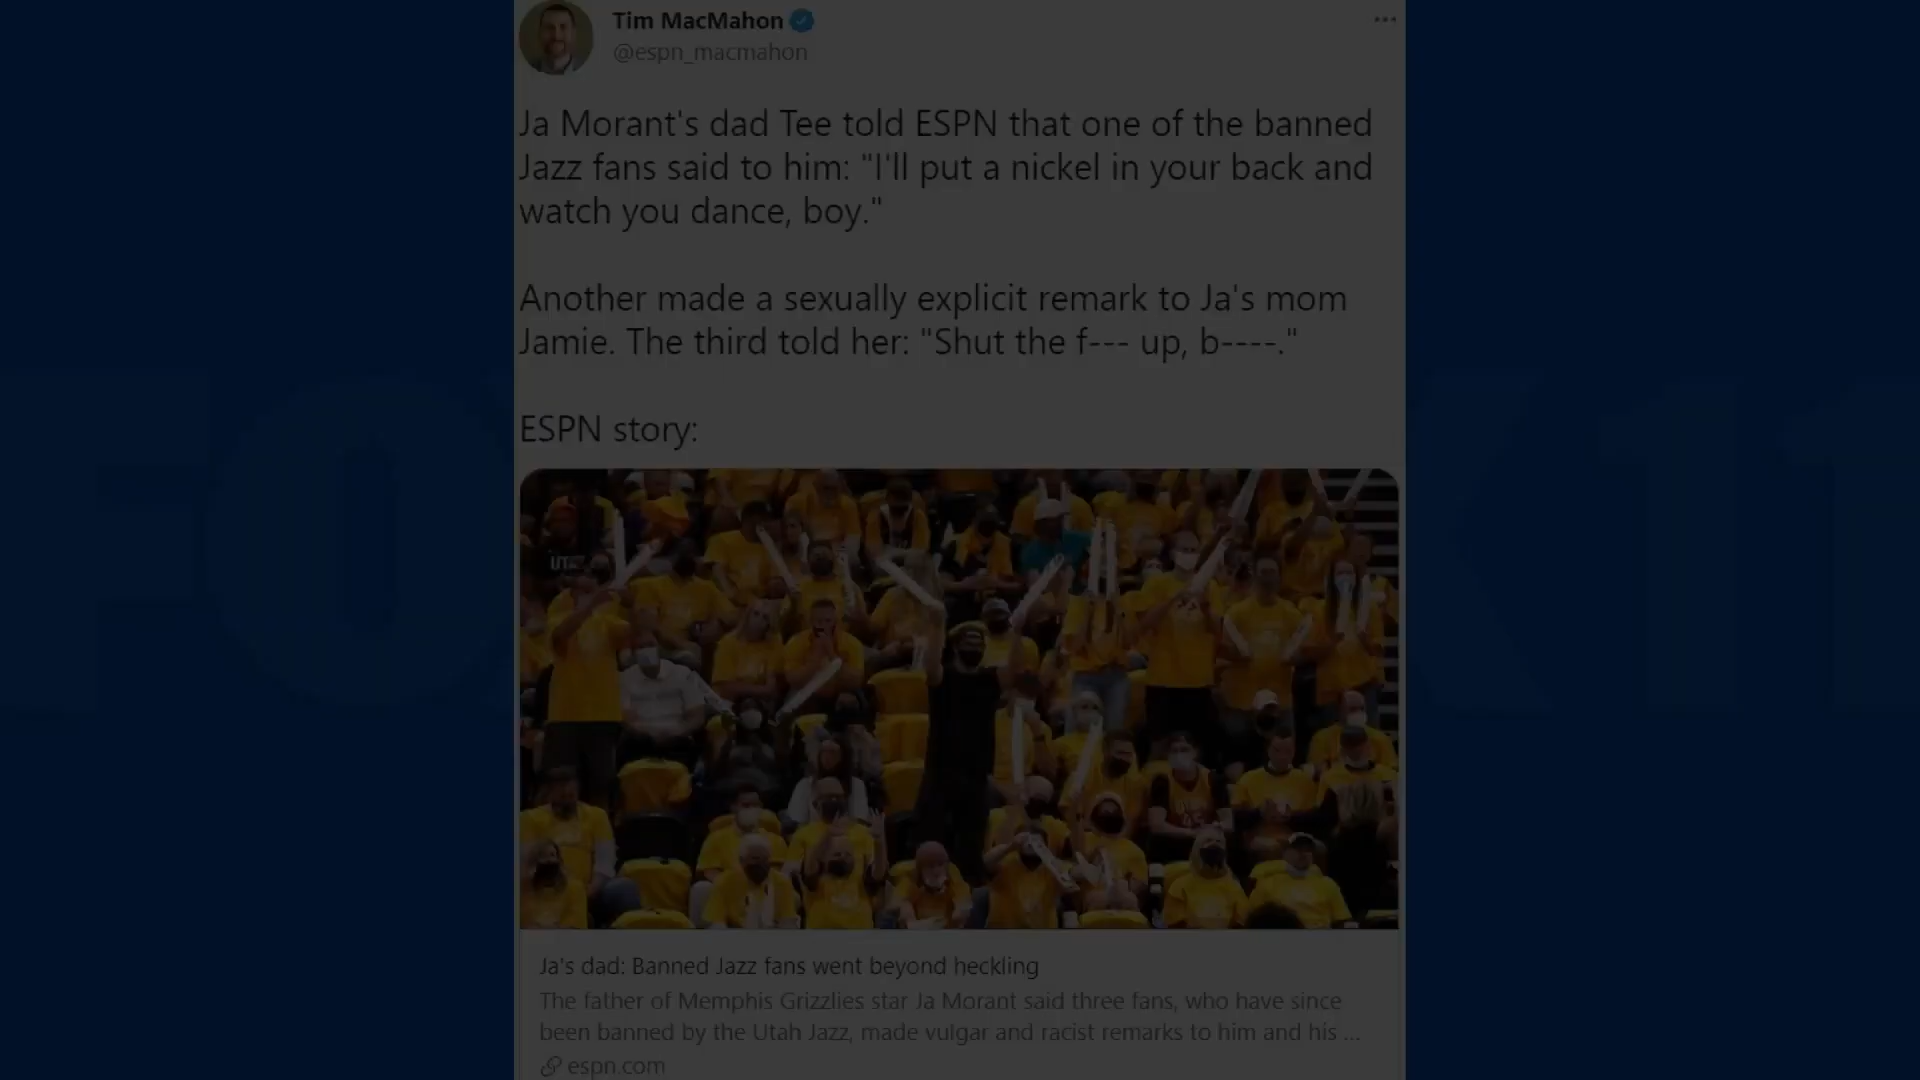 Tim MacMahon
@espn_macmahon
Ja Morant's dad Tee told ESPN that one of the banned
Jazz fans said to him: "I'll put a nickel in your back and
watch you dance, boy."
Another made a sexually explicit remark to Ja's mom
Jamie. The third told her: "Shut the f--- up, b----."
ESPN story:
UTAH
Ja's dad: Banned Jazz fans went beyond heckling
The father of Memphis Grizzlies star Ja Morant said three fans, who have since
been banned by the Utah Jazz, made vulgar and racist remarks to him and his ...
espn.com